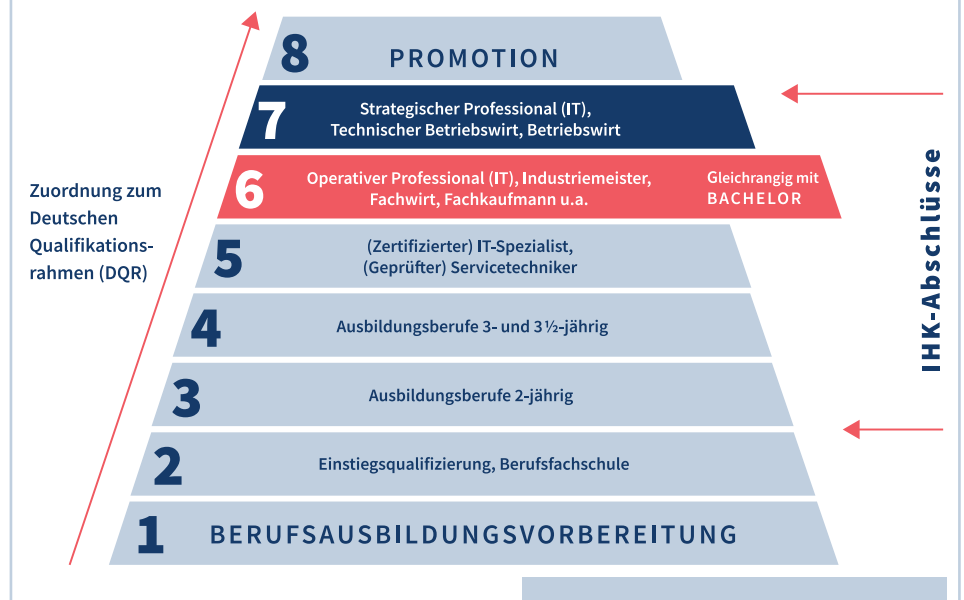 8
PROMOTION
7
Strategischer Professional (IT),
Technischer Betriebswirt, Betriebswirt
Zuordnung zum
Deutschen
Qualifikations-
rahmen (DQR)
6
Operativer Professional (IT), Industriemeister,
Fachwirt, Fachkaufmann u.a.
Gleichrangig mit
BACHELOR
5
(Zertifizierter) IT-Spezialist,
(Geprüfter) Servicetechniker
4
Ausbildungsberufe 3- und 3 ½-jährig
3
Ausbildungsberufe 2-jährig
2
Einstiegsqualifizierung, Berufsfachschule
1
BERUFSAUSBILDUNGSVORBEREITUNG
IHK-Abschlüsse